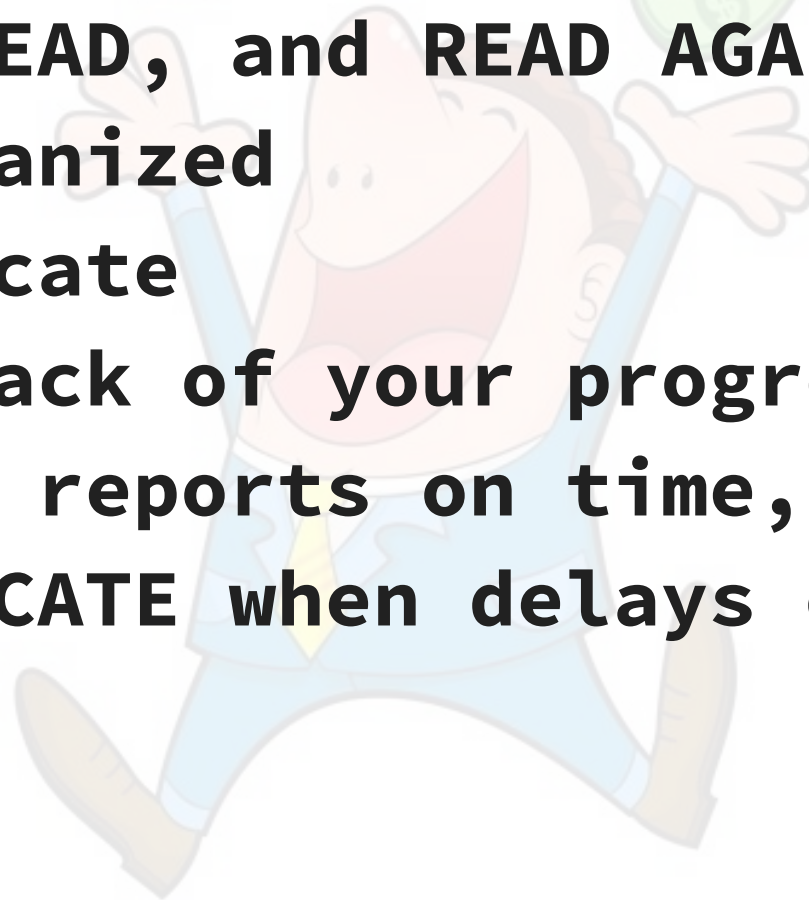 EAD, and READ AGA
anized
cate
ack of your progr
reports on time,
CATE when delays